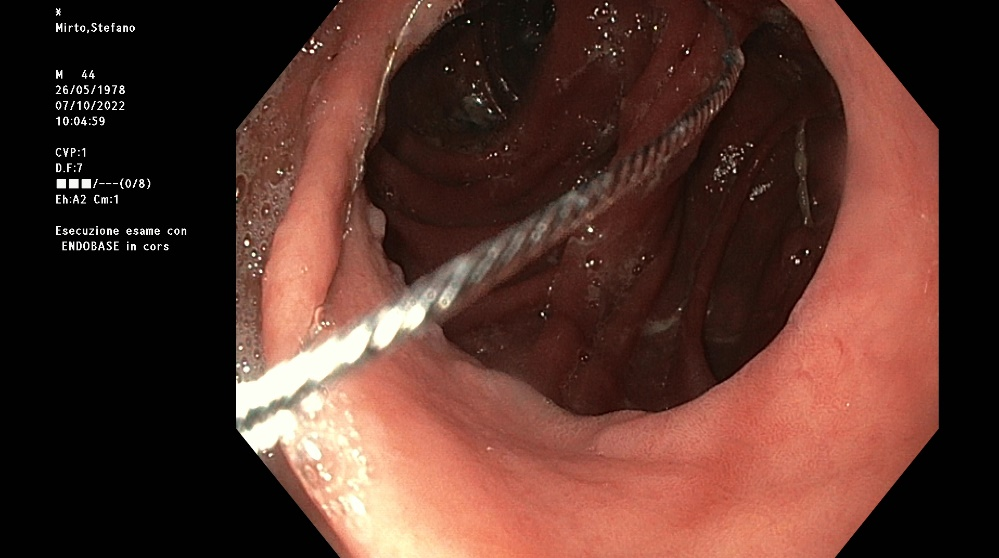 *
Mirto,Stefano
M 44
26/05/1978
07/10/2022
10:04:59
CVP:1
D.F:7
■■■/---(0/8)
Eh:A2 Cm:1
Esecuzione esame con
ENDOBASE in cors